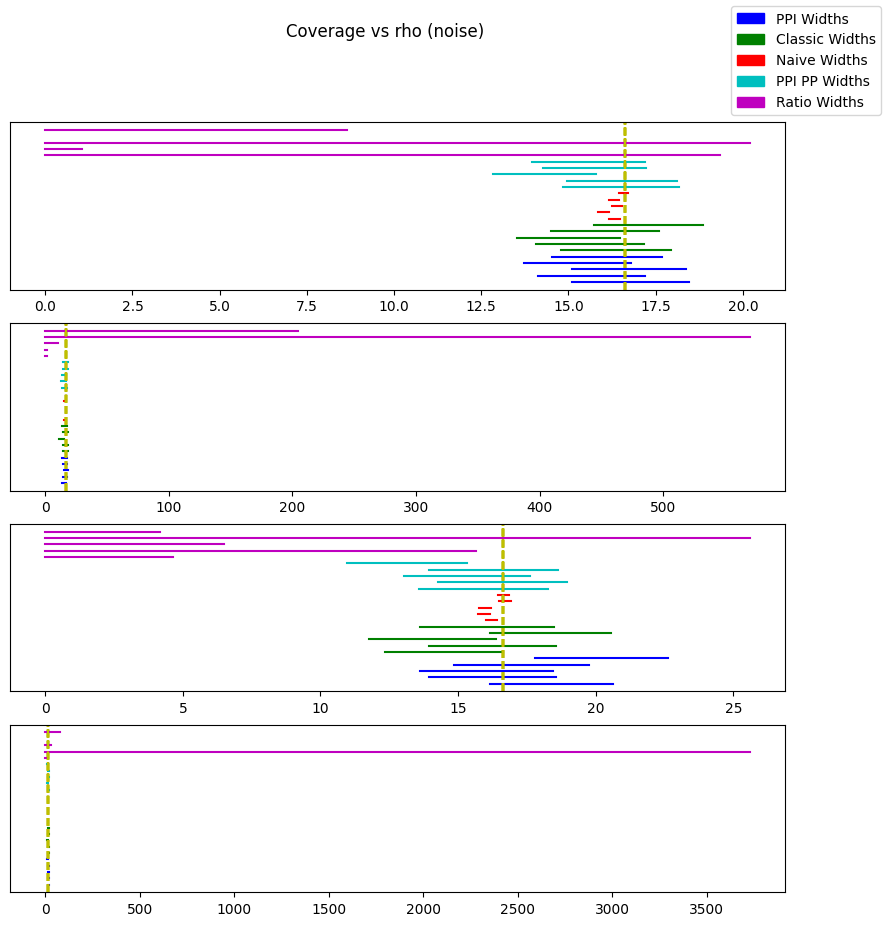 Coverage vs rho (noise)
PPI Widths
Classic Widths
Naive Widths
PPI PP Widths
Ratio Widths
0.0 2.5 5.0 7.5 10.0 12.5 15.0 17.5 20.0
0 100 200 300 400 500
0 5 10 15 20 25
0 500 1000 1500 2000 2500 3000 3500